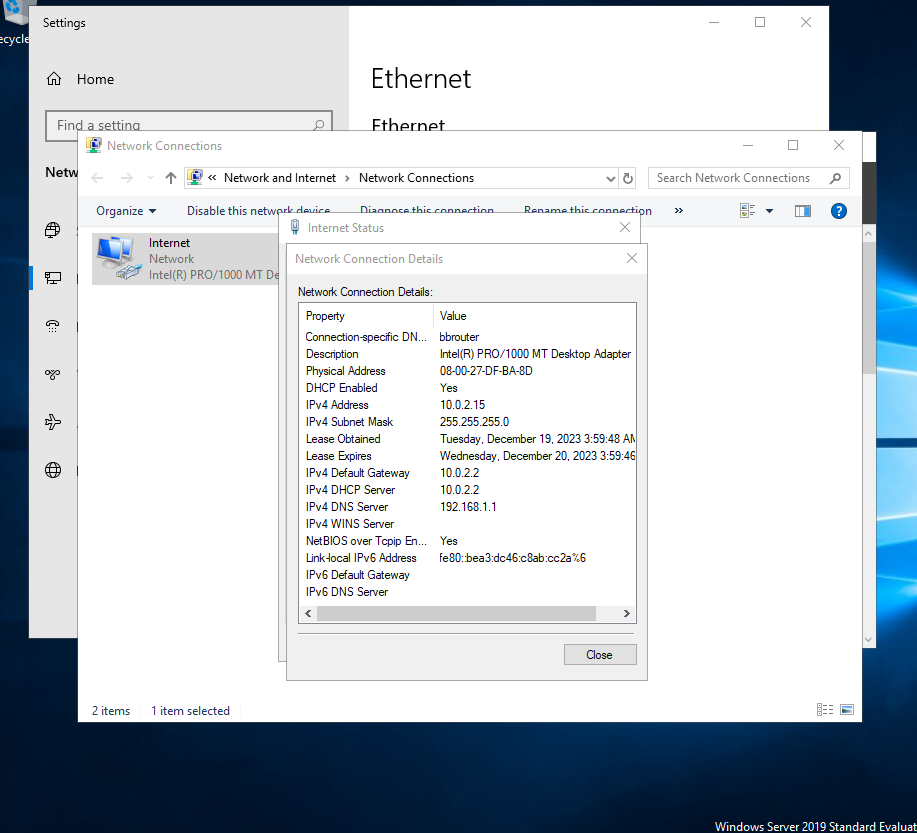 Settings
Home
Find a setting
Ethernet
Ethernet
Network Connections
« Network and Internet > Network Connections
Search Network Connections
Organize
Disable this network device
Diagnose this connection
Rename this connection
»
Internet
Network
Intel(R) PRO/1000 MT De
Internet Status
Network Connection Details
Network Connection Details:
Property Value
Connection-specific DN... bbrouter
Description Intel(R) PRO/1000 MT Desktop Adapter
Physical Address 08-00-27-DF-BA-8D
DHCP Enabled Yes
IPv4 Address 10.0.2.15
IPv4 Subnet Mask 255.255.255.0
Lease Obtained Tuesday, December 19, 2023 3:59:48 AM
Lease Expires Wednesday, December 20, 2023 3:59:46
IPv4 Default Gateway 10.0.2.2
IPv4 DHCP Server 10.0.2.2
IPv4 DNS Server 192.168.1.1
IPv4 WINS Server
NetBIOS over Tcpip En... Yes
Link-local IPv6 Address fe80::bea3:dc46:c8ab:cc2a%6
IPv6 Default Gateway
IPv6 DNS Server
Close
2 items 1 item selected
Windows Server 2019 Standard Evaluat